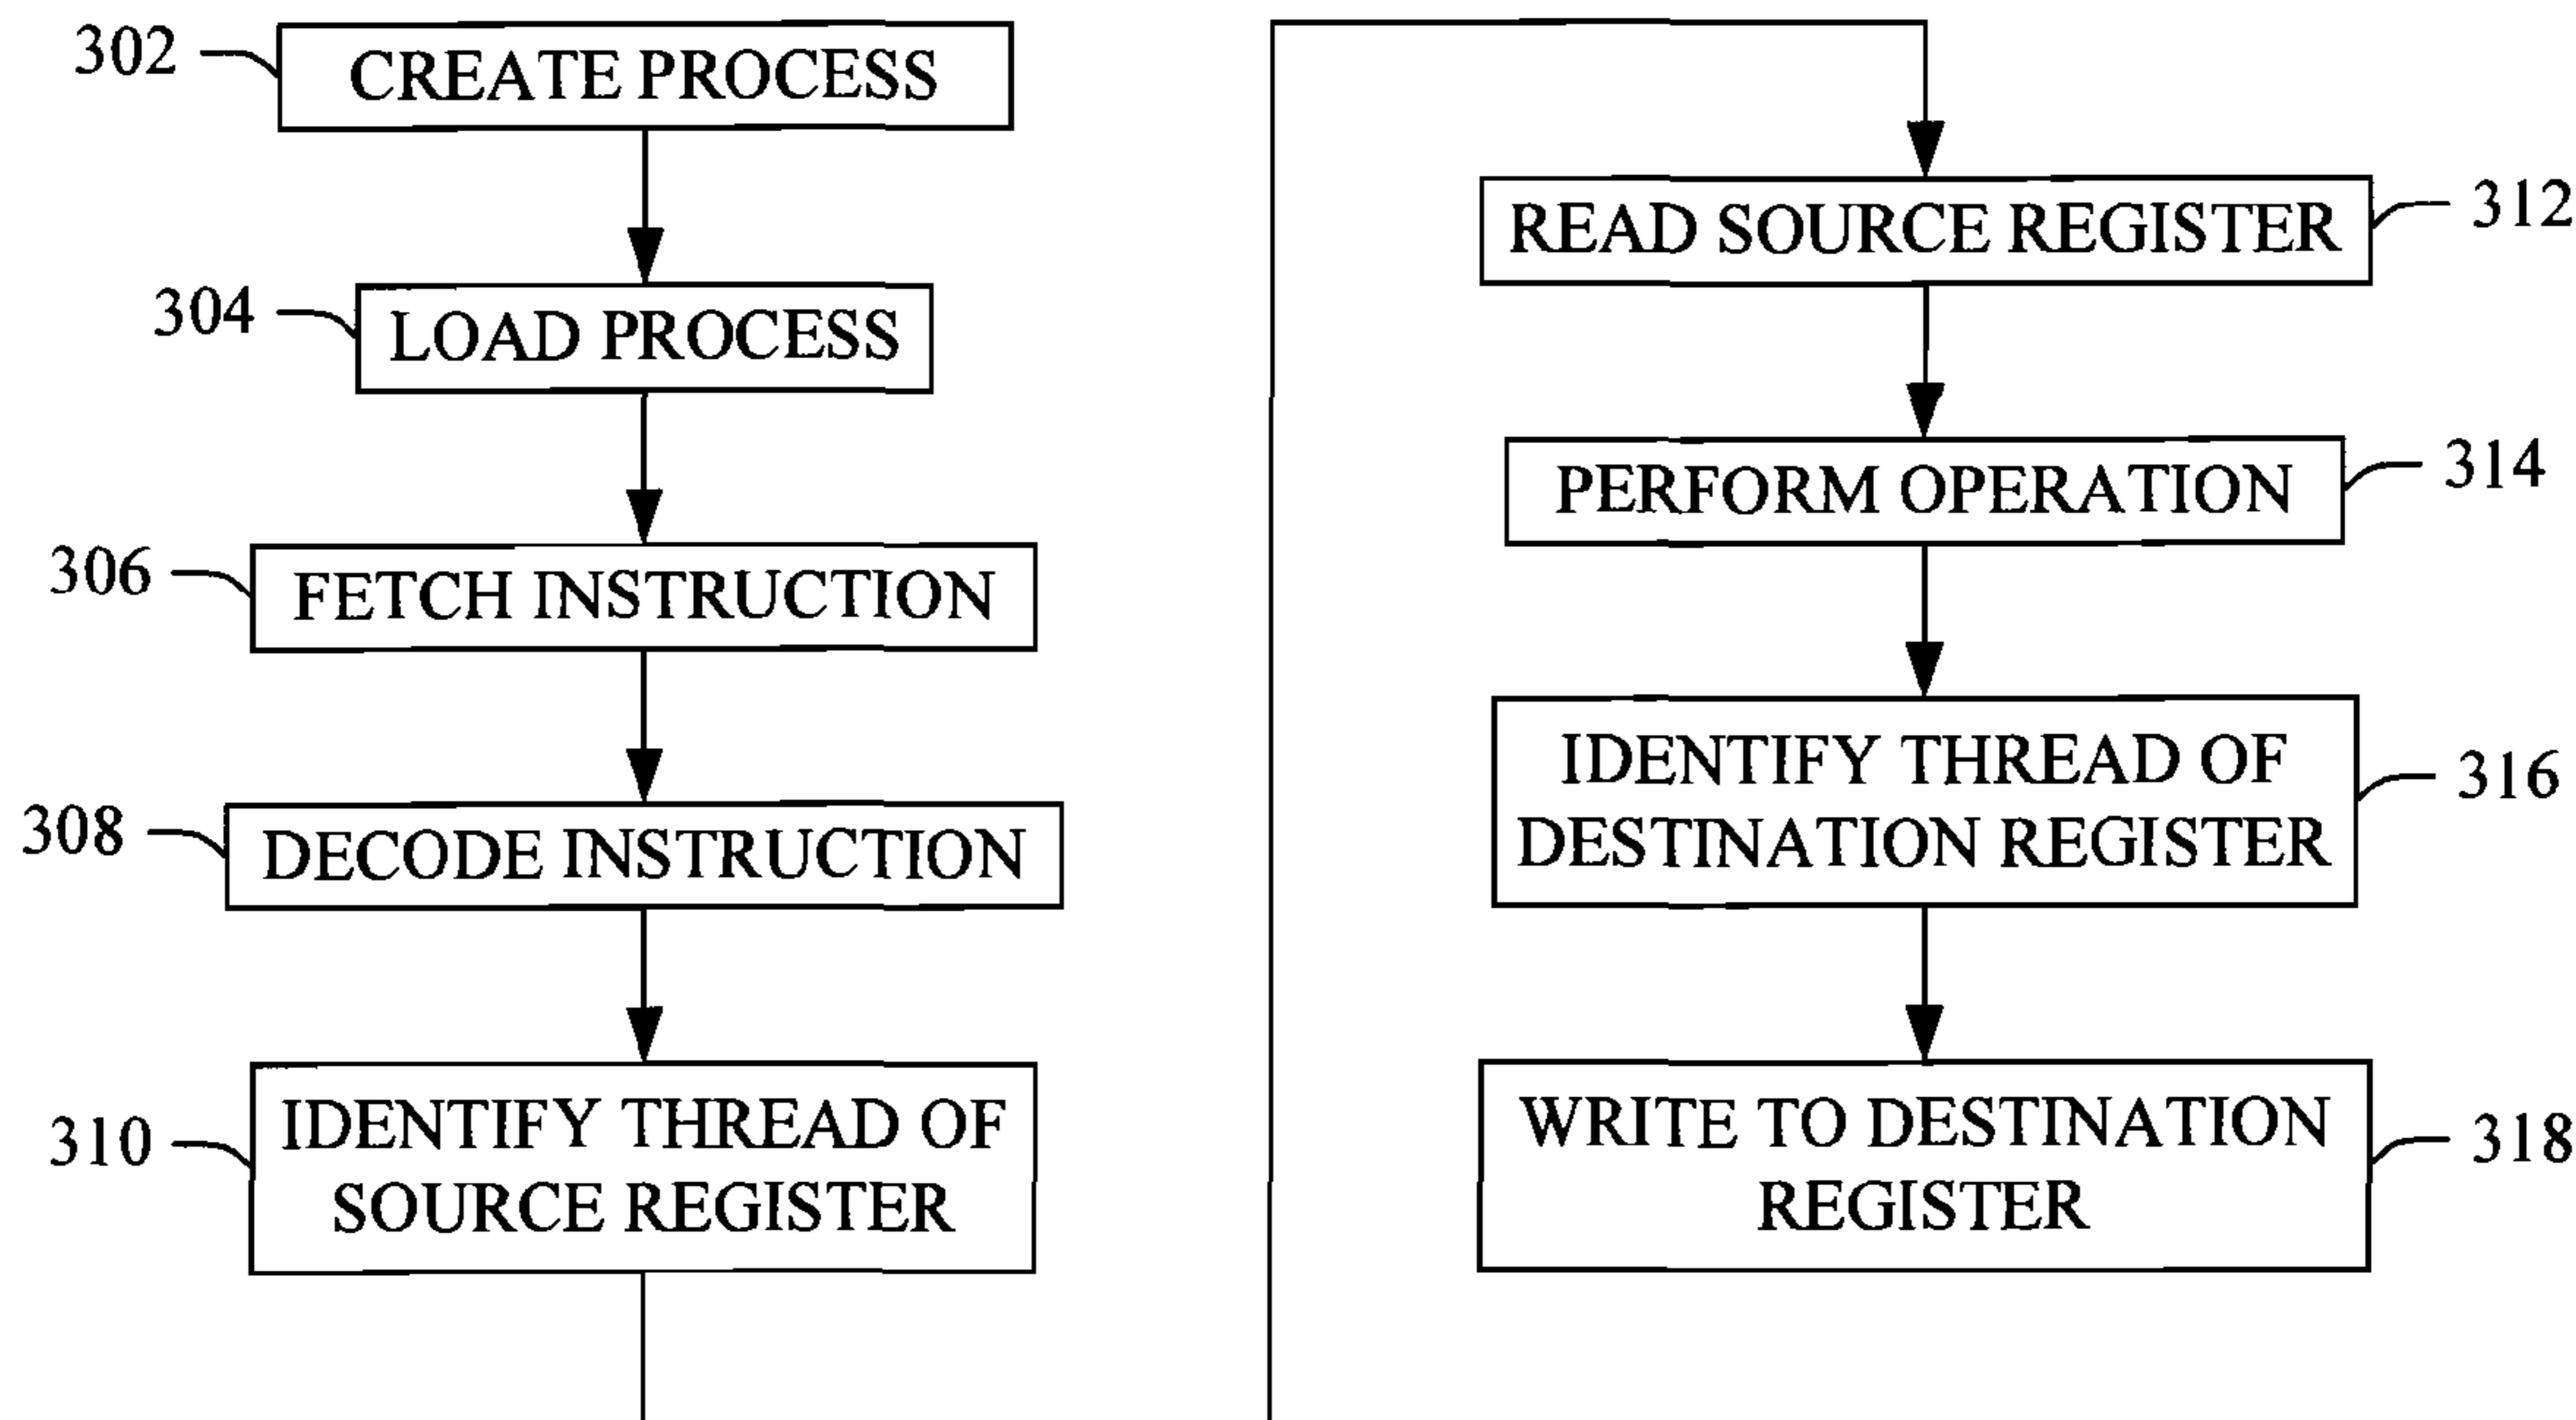 302
CREATE PROCESS
304
LOAD PROCESS
306
FETCH INSTRUCTION
308
DECODE INSTRUCTION
310
IDENTIFY THREAD OF
SOURCE REGISTER
READ SOURCE REGISTER
312
PERFORM OPERATION
314
IDENTIFY THREAD OF
DESTINATION REGISTER
316
WRITE TO DESTINATION
REGISTER
318